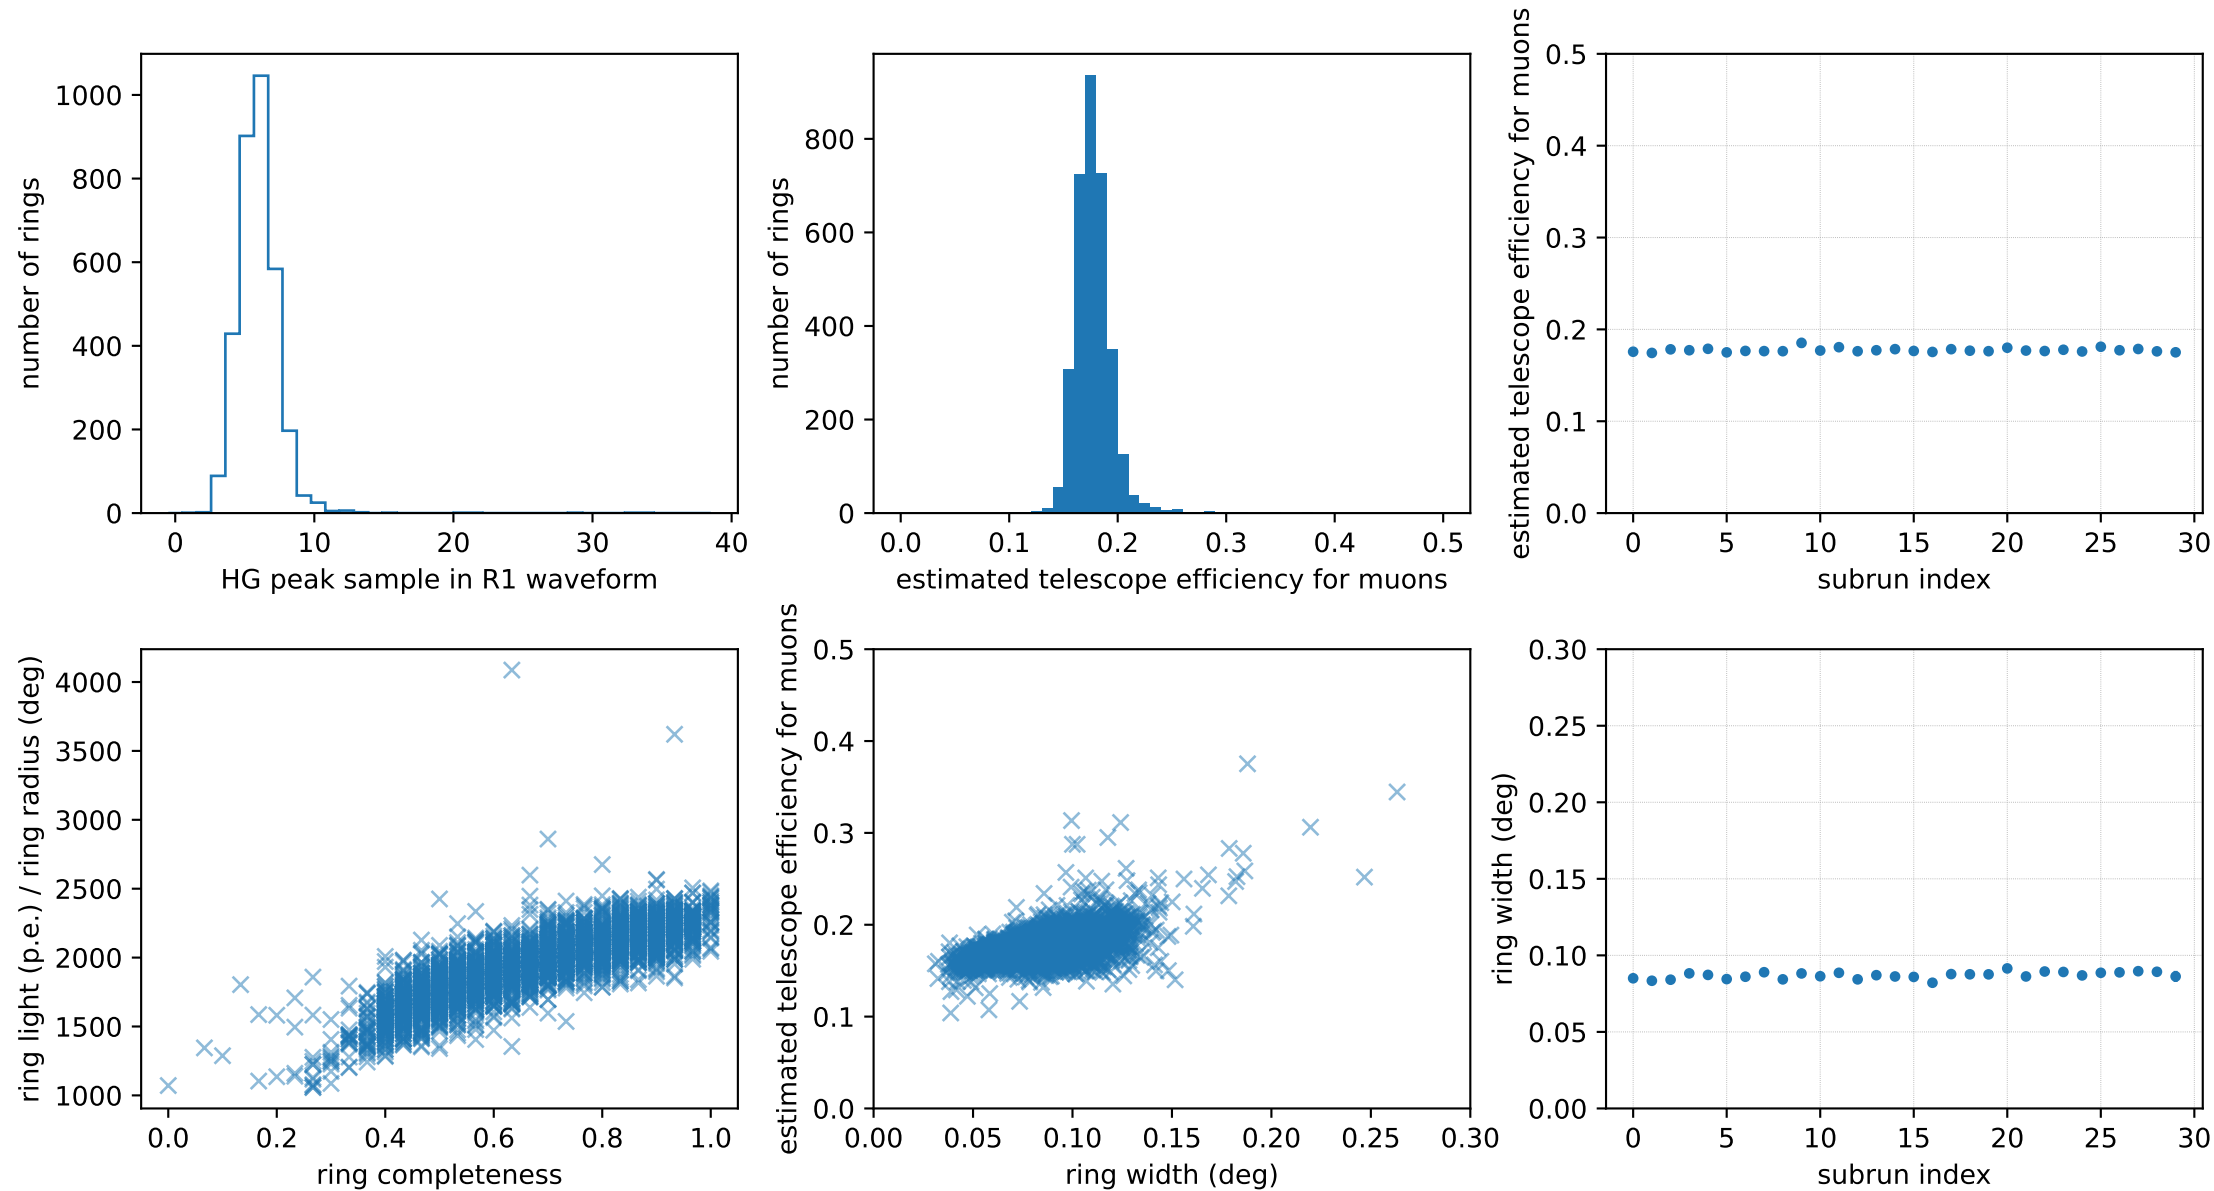 number of rings
1000
800
600
400
200
0
0 10 20 30 40
HG peak sample in R1 waveform
number of rings
800
600
400
200
0
0.0 0.1 0.2 0.3 0.4 0.5
estimated telescope efficiency for muons
estimated telescope efficiency for muons
0.5
0.4
0.3
0.2
0.1
0.0
0 5 10 15 20 25 30
subrun index
ring light (p.e.) / ring radius (deg)
4000
3500
3000
2500
2000
1500
1000
0.0 0.2 0.4 0.6 0.8 1.0
ring completeness
estimated telescope efficiency for muons
0.5
0.4
0.3
0.2
0.1
0.0
0.00 0.05 0.10 0.15 0.20 0.25 0.30
ring width (deg)
ring width (deg)
0.30
0.25
0.20
0.15
0.10
0.05
0.00
0 5 10 15 20 25 30
subrun index